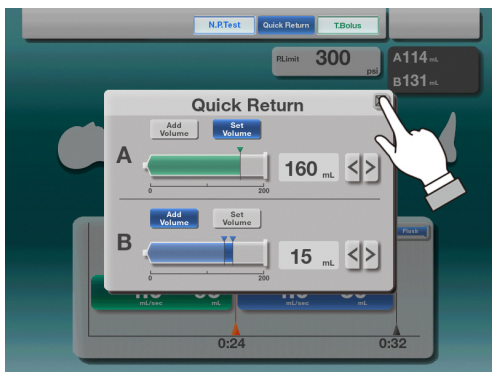 N.P.Test Quick Return T.Bolus
P.Limit 300 psi
A114 mL
B131 mL
Quick Return
Add Volume Set Volume
A 160 mL < >
0 200
Add Volume Set Volume
B 15 mL < >
0 200
Flush
mL/sec mL mL/sec mL
0:24 0:32